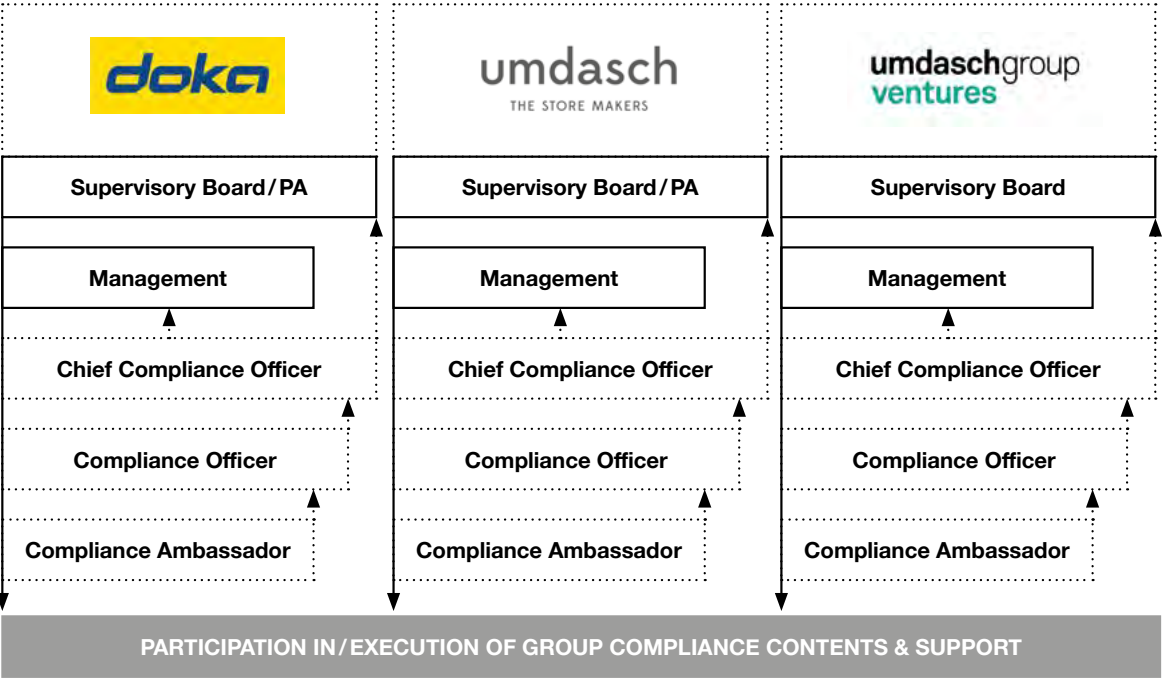 doka
umdasch
THE STORE MAKERS
umdaschgroup
ventures
Supervisory Board/PA
Supervisory Board/PA
Supervisory Board
Management
Management
Management
Chief Compliance Officer
Chief Compliance Officer
Chief Compliance Officer
Compliance Officer
Compliance Officer
Compliance Officer
Compliance Ambassador
Compliance Ambassador
Compliance Ambassador
PARTICIPATION IN/EXECUTION OF GROUP COMPLIANCE CONTENTS & SUPPORT